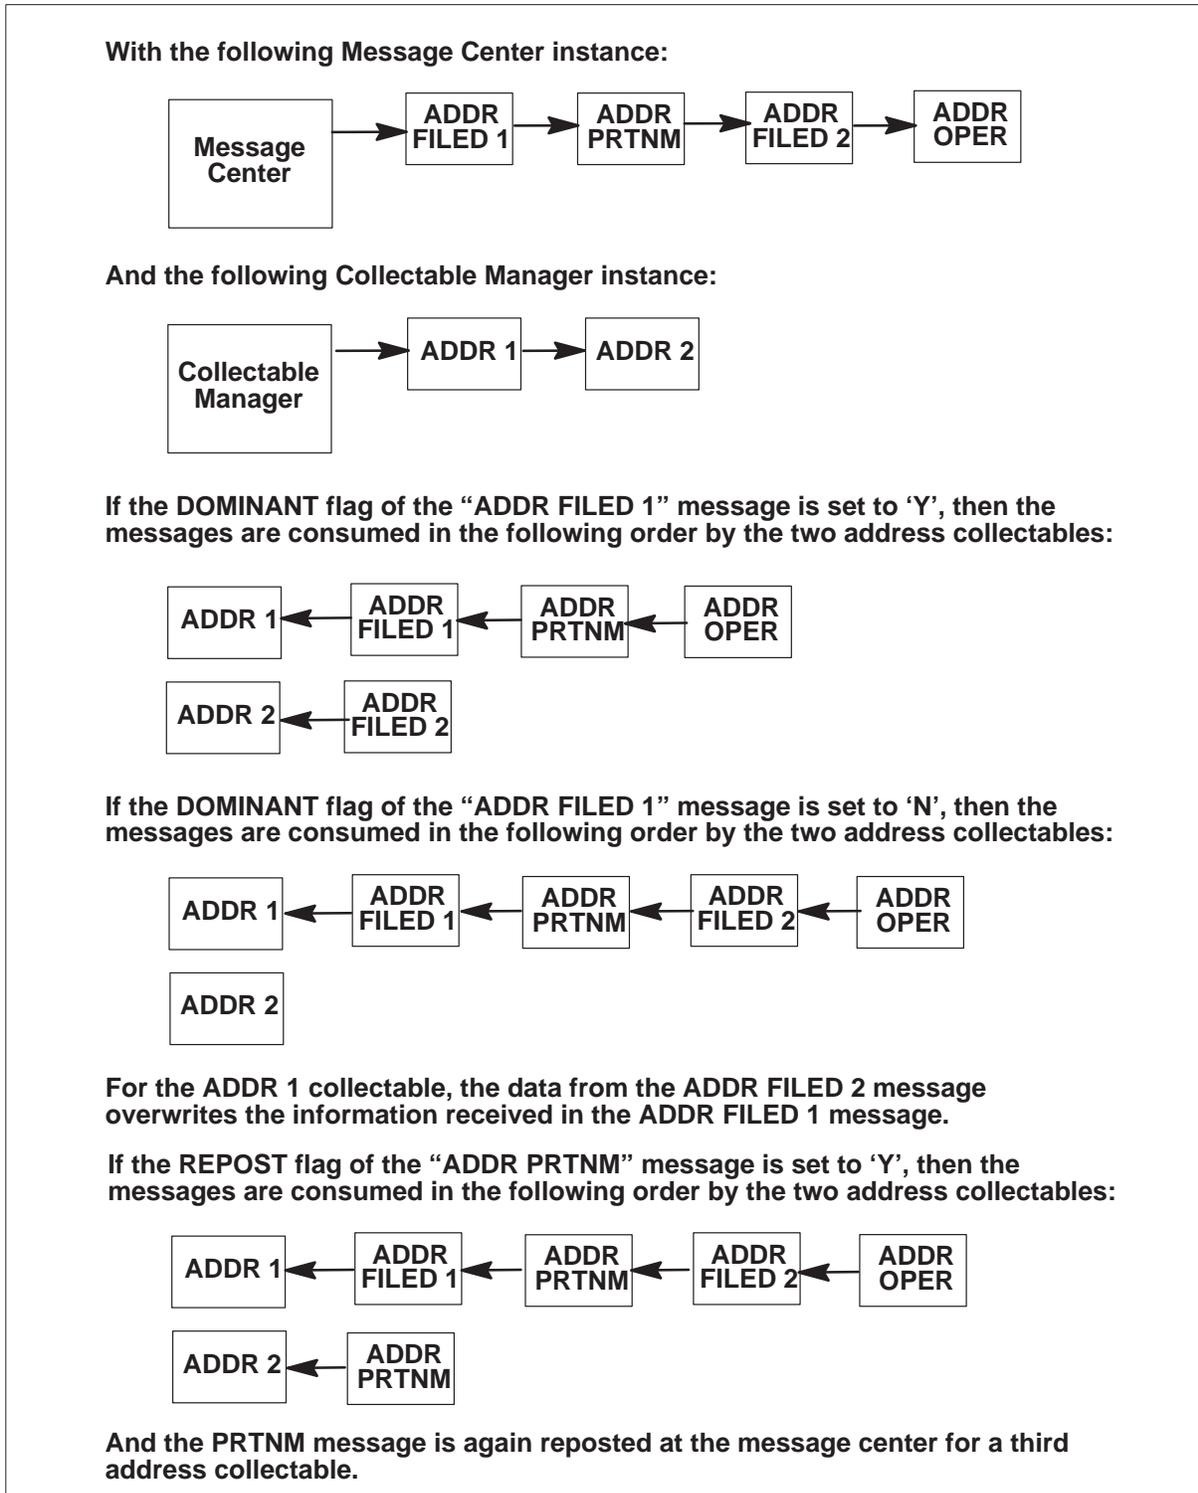 With the following Message Center instance:
Message
Center
ADDR
FILED 1
ADDR
PRTNM
ADDR
FILED 2
ADDR
OPER
And the following Collectable Manager instance:
Collectable
Manager
ADDR 1
ADDR 2
If the DOMINANT flag of the “ADDR FILED 1” message is set to ‘Y’, then the
messages are consumed in the following order by the two address collectables:
ADDR 1
ADDR
FILED 1
ADDR
PRTNM
ADDR
OPER
ADDR 2
ADDR
FILED 2
If the DOMINANT flag of the “ADDR FILED 1” message is set to ‘N’, then the
messages are consumed in the following order by the two address collectables:
ADDR 1
ADDR
FILED 1
ADDR
PRTNM
ADDR
FILED 2
ADDR
OPER
ADDR 2
For the ADDR 1 collectable, the data from the ADDR FILED 2 message
overwrites the information received in the ADDR FILED 1 message.
If the REPOST flag of the “ADDR PRTNM” message is set to ‘Y’, then the
messages are consumed in the following order by the two address collectables:
ADDR 1
ADDR
FILED 1
ADDR
PRTNM
ADDR
FILED 2
ADDR
OPER
ADDR 2
ADDR
PRTNM
And the PRTNM message is again reposted at the message center for a third
address collectable.